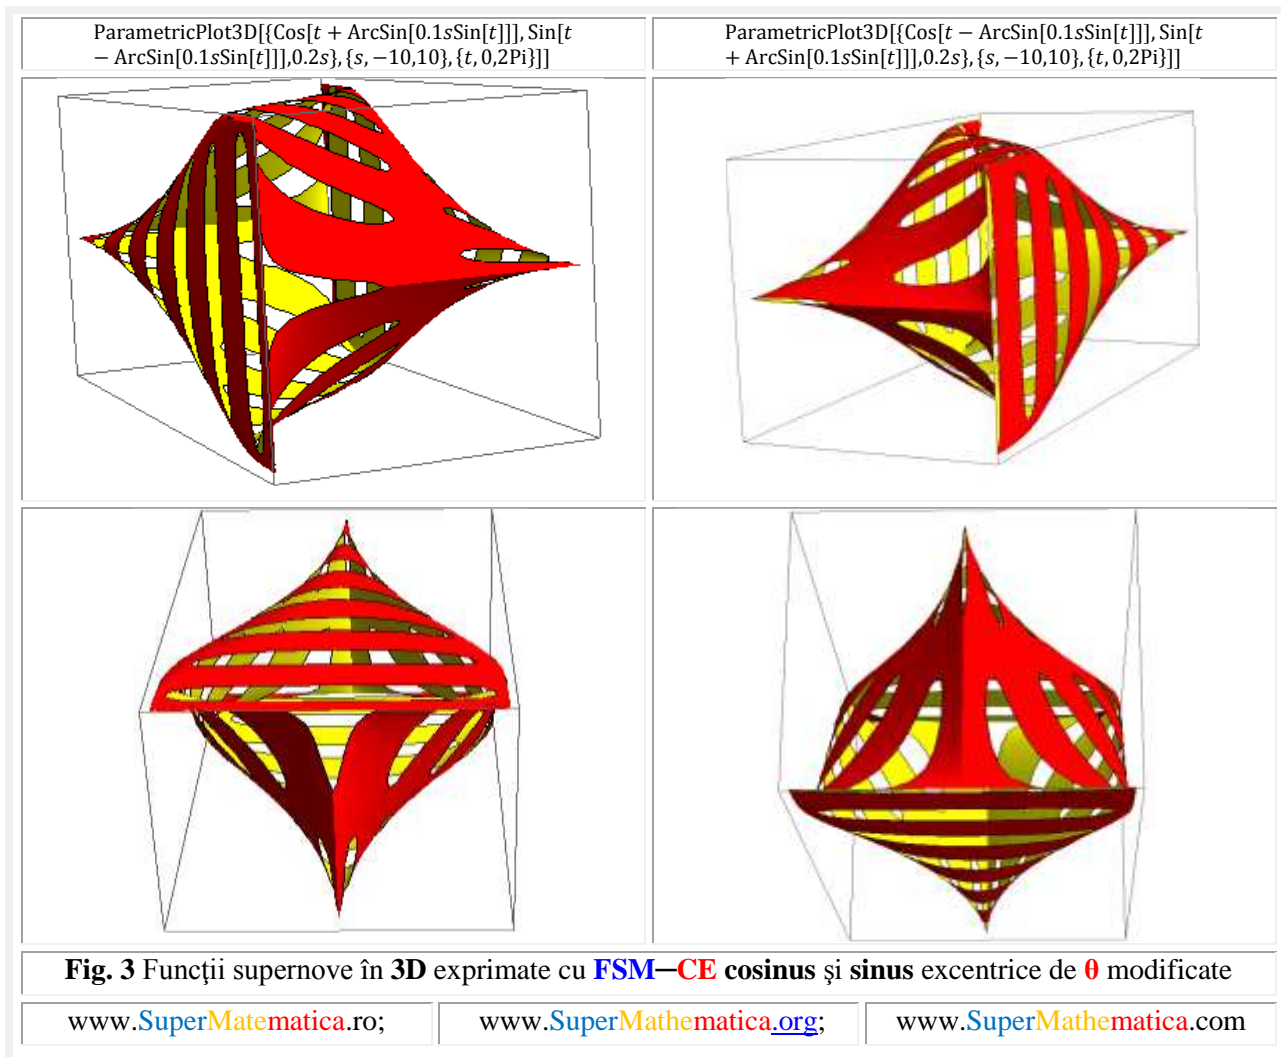 ParametricPlot3D[{Cos[t + ArcSin[0.1sSin[t]]], Sin[t
− ArcSin[0.1sSin[t]]],0.2s}, {s, −10,10}, {t, 0,2Pi}]]
ParametricPlot3D[{Cos[t − ArcSin[0.1sSin[t]]], Sin[t
+ ArcSin[0.1sSin[t]]],0.2s}, {s, −10,10}, {t, 0,2Pi}]]
Fig. 3 Funcţii supernove în 3D exprimate cu FSM—CE cosinus şi sinus excentrice de θ modificate
www.SuperMatematica.ro;
www.SuperMathematica.org;
www.SuperMathematica.com